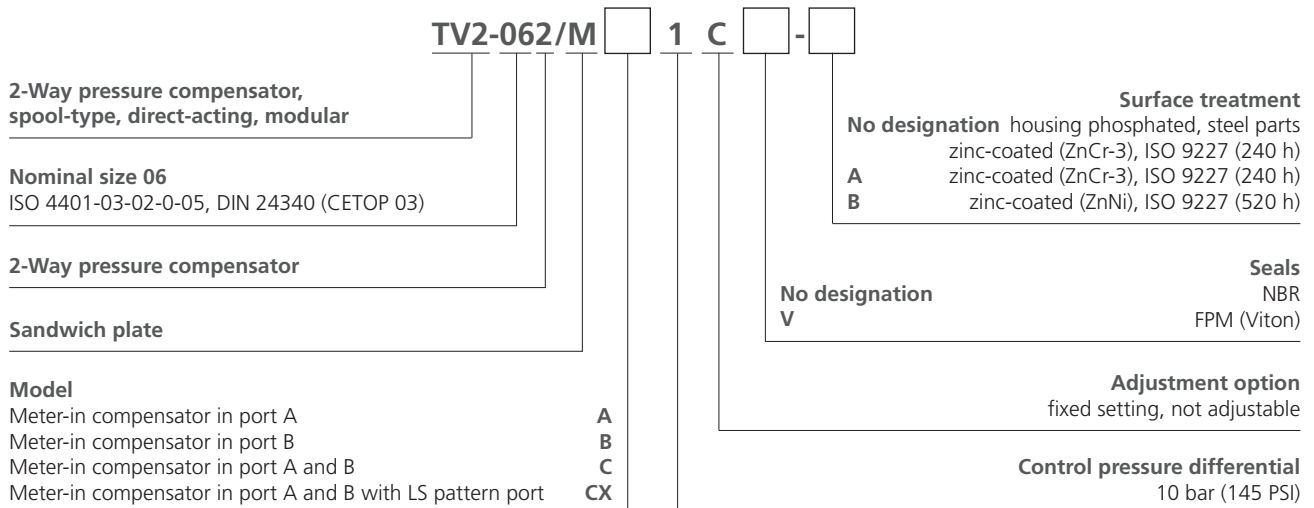 TV2-062/M 1 C -
2-Way pressure compensator,
spool-type, direct-acting, modular
Nominal size 06
ISO 4401-03-02-0-05, DIN 24340 (CETOP 03)
2-Way pressure compensator
Sandwich plate
Model
Meter-in compensator in port A A
Meter-in compensator in port B B
Meter-in compensator in port A and B C
Meter-in compensator in port A and B with LS pattern port CX
Surface treatment
No designation housing phosphated, steel parts
zinc-coated (ZnCr-3), ISO 9227 (240 h)
A zinc-coated (ZnCr-3), ISO 9227 (240 h)
B zinc-coated (ZnNi), ISO 9227 (520 h)
Seals
No designation NBR
V FPM (Viton)
Adjustment option
fixed setting, not adjustable
Control pressure differential
10 bar (145 PSI)